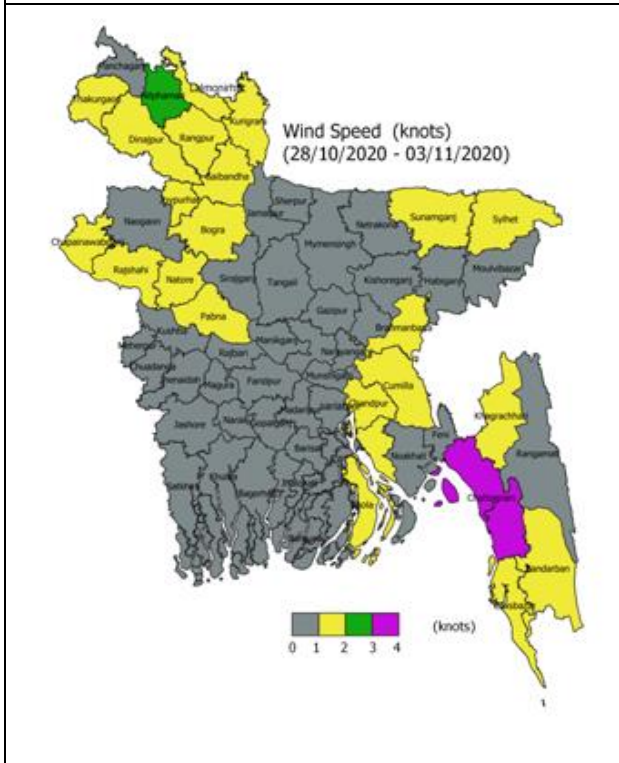 Panchagarh
Nilphamari
Lalmonirhat
Thakurgaon
Kurigram
Dinajpur
Rangpur
Wind Speed (knots)
(28/10/2020 - 03/11/2020)
Gaibandha
Joypurhat
Sherpur
Jamalpur
Naogaon
Bogra
Mymensingh
Netrakona
Sunamganj
Sylhet
Chapainawabganj
Rajshahi
Natore
Sirajganj
Tangail
Kishoreganj
Habiganj
Moulvibazar
Pabna
Gazipur
Brahmanbaria
Kushtia
Manikganj
Meherpur
Rajbari
Narayanganj
Chuadanga
Jhenaidah
Magura
Faridpur
Munshiganj
Cumilla
Chandpur
Khagrachhari
Jashore
Narail
Gopalganj
Madaripur
Feni
Noakhali
Rangamati
Barisal
Satkhira
Khulna
Bagerhat
Bhola
Chattogram
Bandarban
Coxsbazar
(knots)
0 1 2 3 4